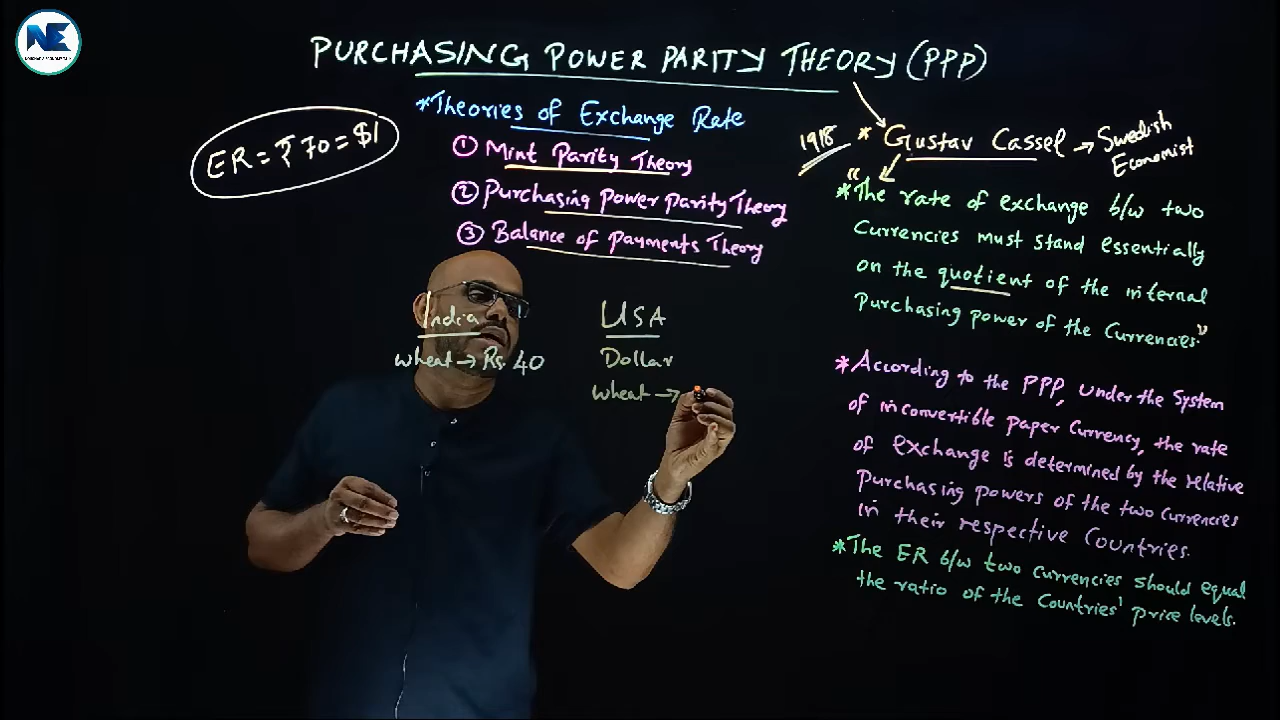 NE
PURCHASING POWER PARITY THEORY (PPP)
*Theories of Exchange Rate
① Mint Parity Theory
② Purchasing Power Parity Theory
③ Balance of Payments Theory
ER = ₹ 70 = $1
1918 * Gustav Cassel → Swedish
Economist
*"The rate of exchange b/w two
Currencies must stand essentially
on the quotient of the internal
Purchasing power of the Currencies."
*According to the PPP, under the System
of inconvertible paper Currency, the rate
of exchange is determined by the relative
Purchasing powers of the two currencies
in their respective Countries.
*The ER b/w two currencies should equal
the ratio of the Countries' price levels.
India
Wheat → Rs. 40
USA
Dollar
Wheat →